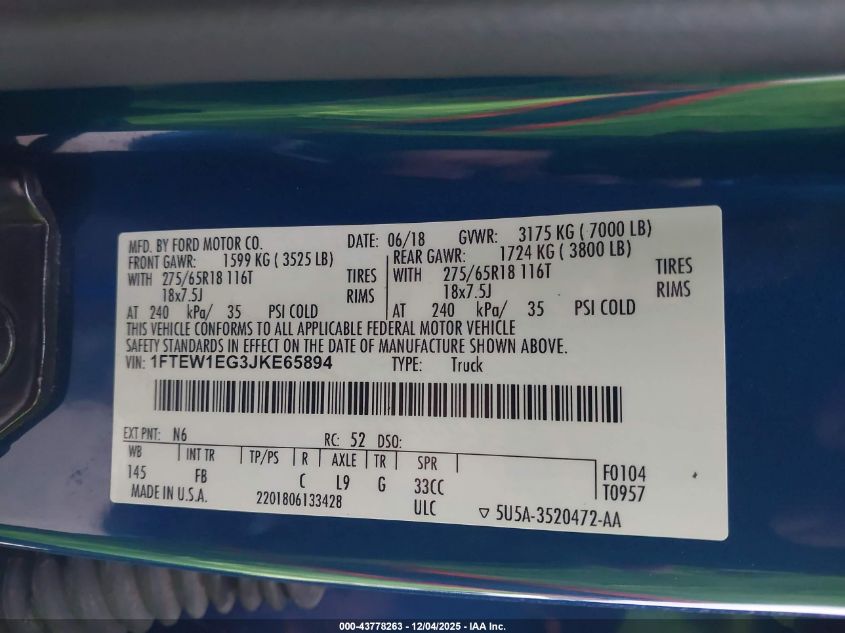 MFD. BY FORD MOTOR CO. DATE: 06/18 GVWR: 3175 KG ( 7000 LB)
FRONT GAWR: 1599 KG ( 3525 LB) REAR GAWR: 1724 KG ( 3800 LB)
WITH 275/65R18 116T TIRES WITH 275/65R18 116T TIRES
18x7.5J RIMS 18x7.5J RIMS
AT 240 kPa/ 35 PSI COLD AT 240 kPa/ 35 PSI COLD
THIS VEHICLE CONFORMS TO ALL APPLICABLE FEDERAL MOTOR VEHICLE
SAFETY STANDARDS IN EFFECT ON THE DATE OF MANUFACTURE SHOWN ABOVE.
VIN: 1FTEW1EG3JKE65894 TYPE: Truck
EXT PNT: N6 RC: 52 DSO:
WB INT TR TP/PS R AXLE TR SPR
145 FB C L9 G 33CC F0104
MADE IN U.S.A. 2201806133428 ULC T0957
▽ 5U5A-3520472-AA
000-43778263 - 12/04/2025 - IAA Inc.